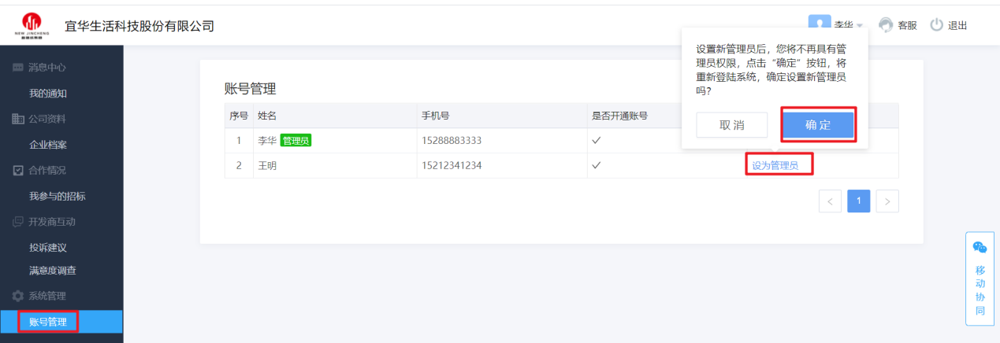 NEW JINCHENG
宜华生活科技股份有限公司
李华
客服
退出
消息中心
我的通知
公司资料
企业档案
合作情况
我参与的招标
开发商互动
投诉建议
满意度调查
系统管理
账号管理
账号管理
序号 姓名 手机号 是否开通账号
1 李华 管理员 15288883333 ✓
2 王明 15212341234 ✓ 设为管理员
设置新管理员后，您将不再具有管
理员权限，点击“确定”按钮，将
重新登陆系统，确定设置新管理员
吗？
取 消
确 定
< 1 >
移
动
协
同